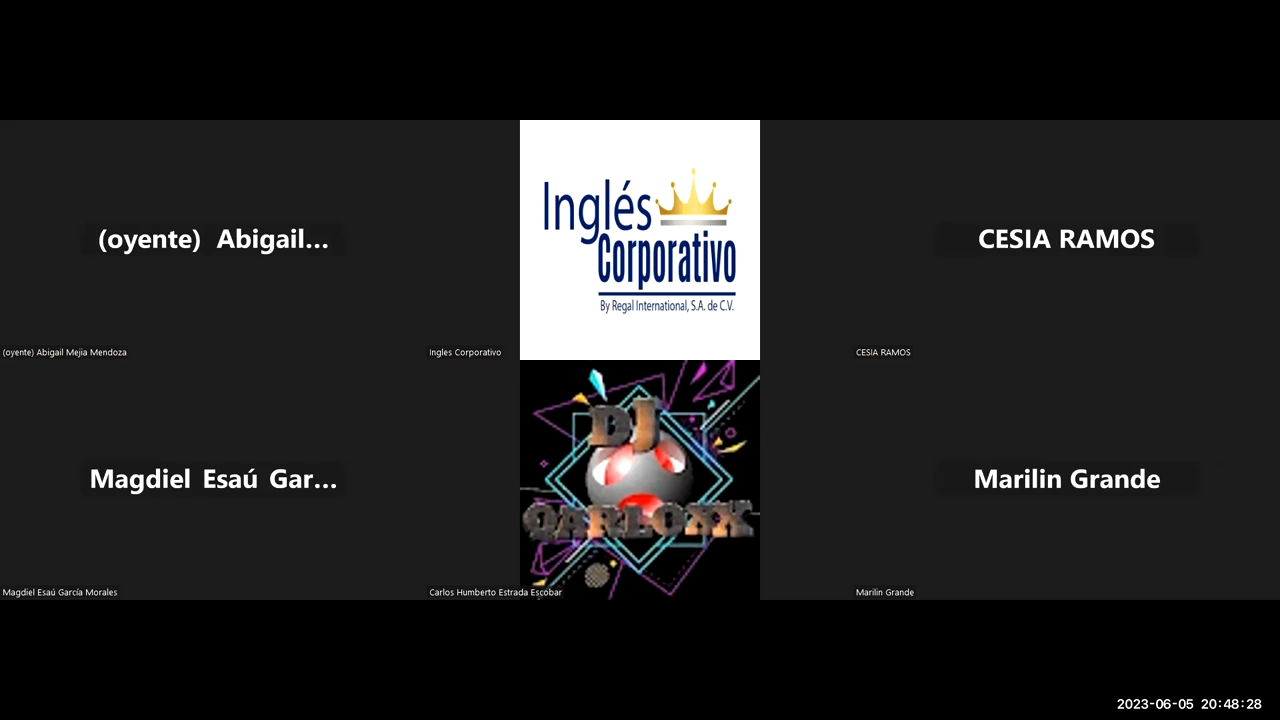 (oyente) Abigail...
(oyente) Abigail Mejia Mendoza
Inglés
Corporativo
By Regal International, S.A. de C.V.
Ingles Corporativo
CESIA RAMOS
CESIA RAMOS
Magdiel Esaú Gar...
Magdiel Esaú García Morales
DJ
QARLOXX
Carlos Humberto Estrada Escobar
Marilin Grande
Marilin Grande
2023-06-05 20:48:28